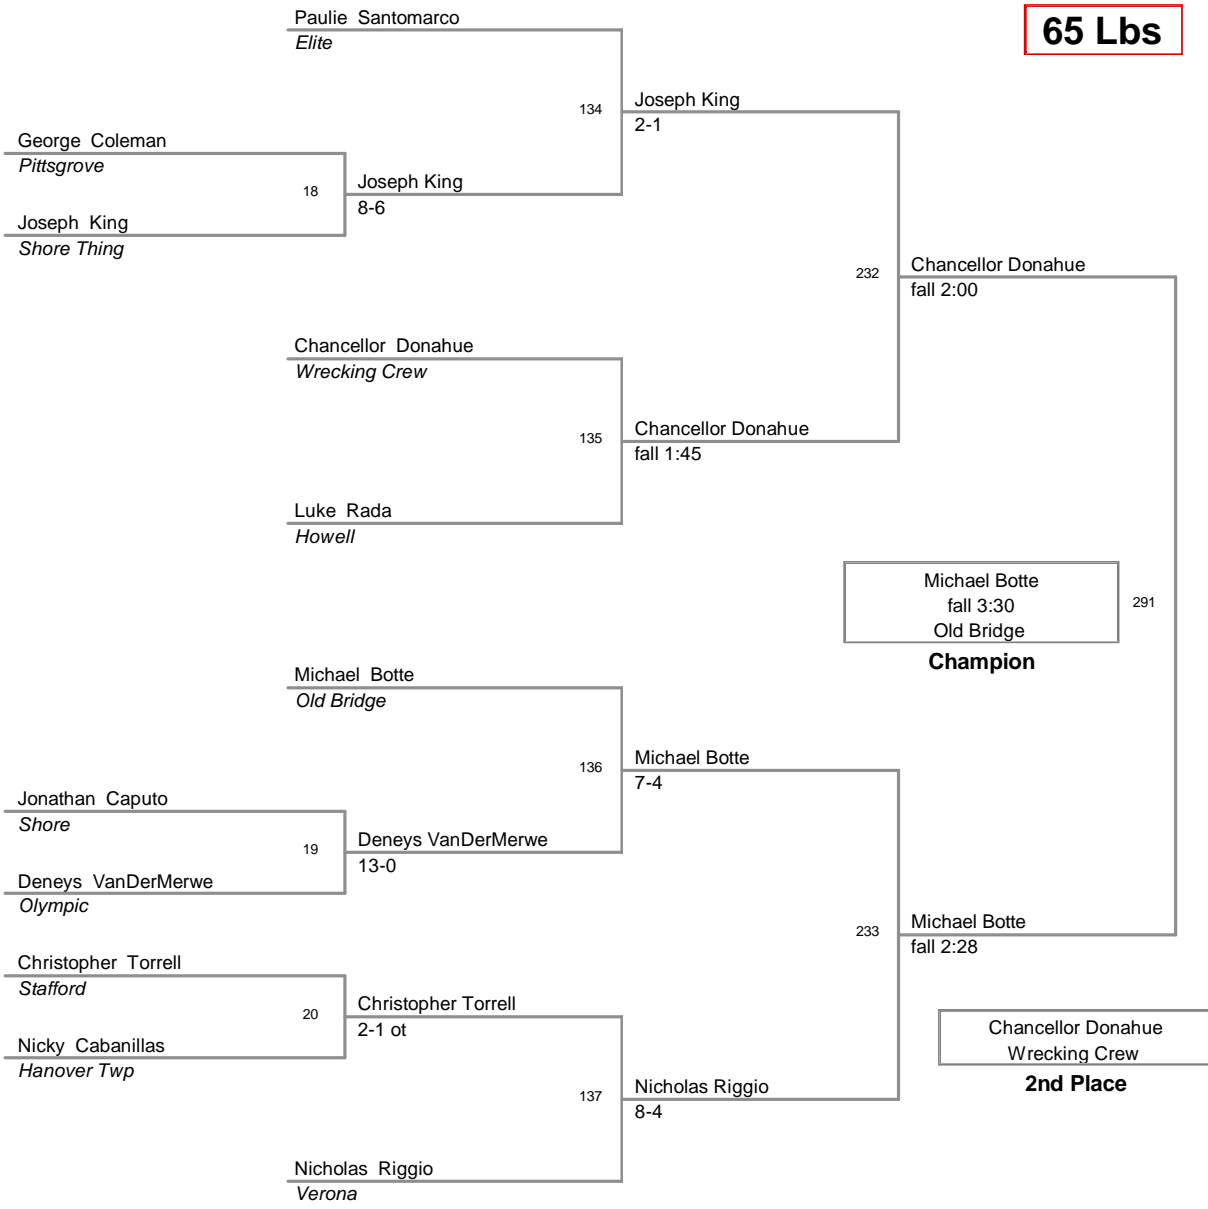 Paulie Santomarco
Elite
65 Lbs
134
Joseph King
2-1
George Coleman
Pittsgrove
18
Joseph King
8-6
Joseph King
Shore Thing
232
Chancellor Donahue
fall 2:00
Chancellor Donahue
Wrecking Crew
135
Chancellor Donahue
fall 1:45
Luke Rada
Howell
Michael Botte
fall 3:30
Old Bridge
Champion
291
Michael Botte
Old Bridge
136
Michael Botte
7-4
Jonathan Caputo
Shore
19
Deneys VanDerMerwe
13-0
Deneys VanDerMerwe
Olympic
233
Michael Botte
fall 2:28
Christopher Torrell
Stafford
20
Christopher Torrell
2-1 ot
Nicky Cabanillas
Hanover Twp
Chancellor Donahue
Wrecking Crew
2nd Place
137
Nicholas Riggio
8-4
Nicholas Riggio
Verona